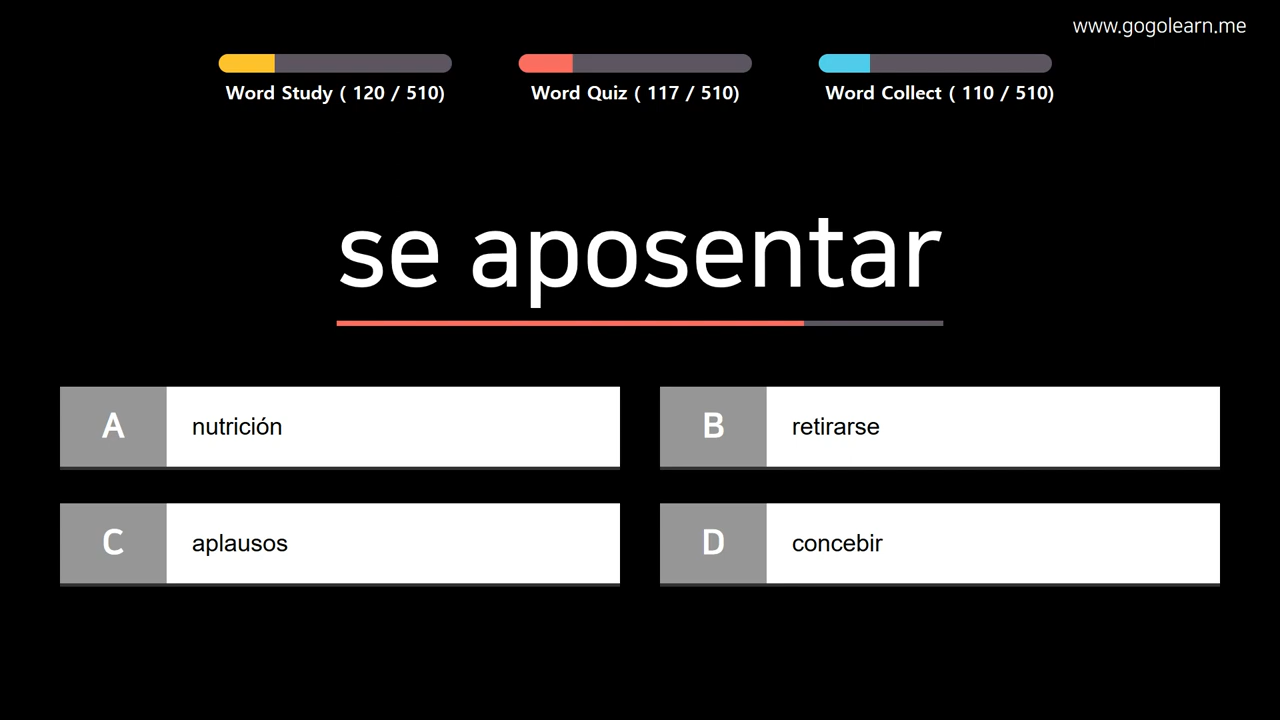 www.gogolearn.me
Word Study ( 120 / 510)
Word Quiz ( 117 / 510)
Word Collect ( 110 / 510)
se aposentar
A nutrición
B retirarse
C aplausos
D concebir